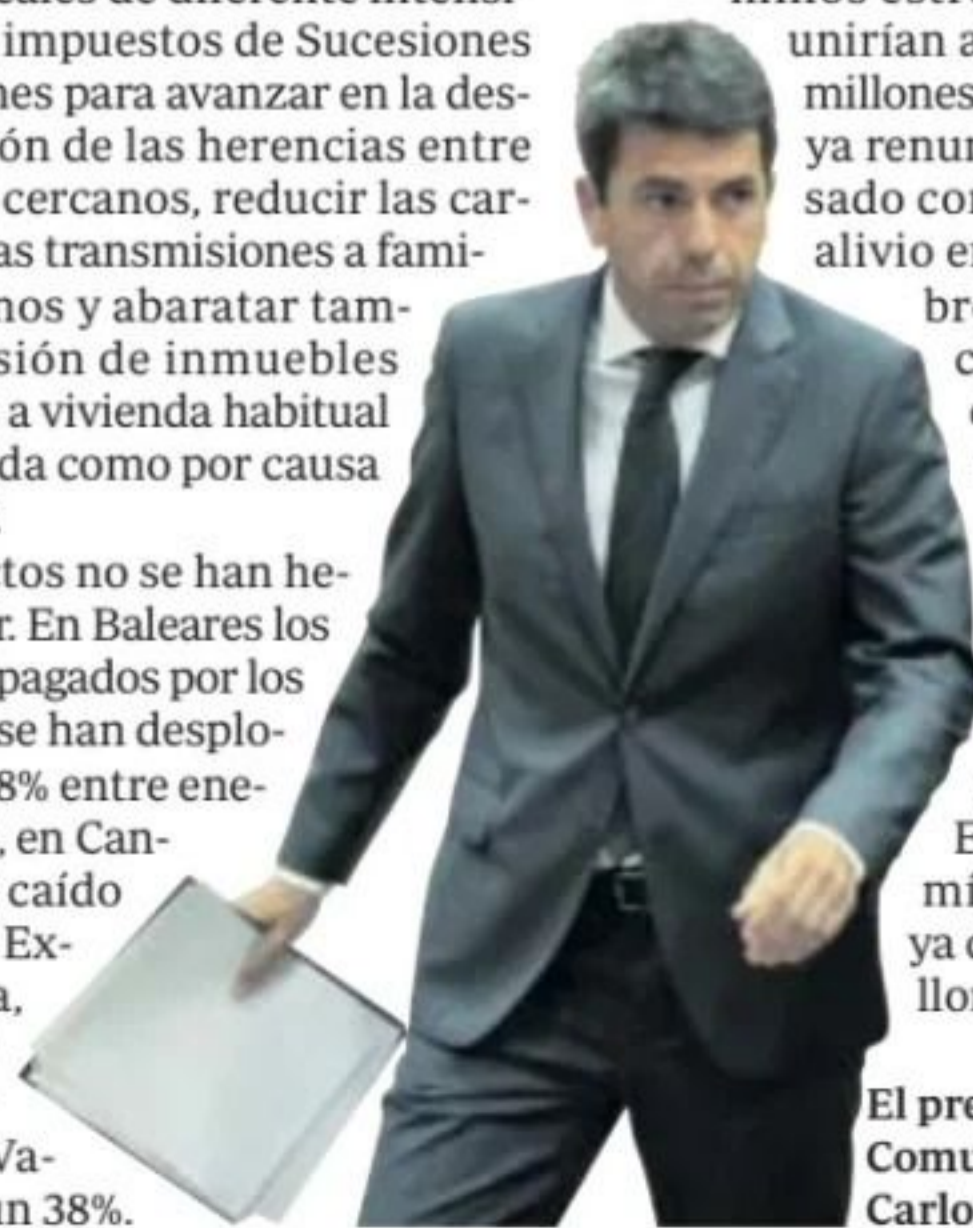 impuestos de Sucesiones
nes para avanzar en la des-
ón de las herencias entre
cercanos, reducir las car-
as transmisiones a fami-
nos y abaratar tam-
sión de inmuebles
a vivienda habitual
da como por causa
tos no se han he-
r. En Baleares los
pagados por los
se han desplo-
8% entre ene-
, en Can-
caído
Ex-
a,
Va-
un 38%.
unirían a
millones
ya renun
sado con
alivio en
bre
c
E
mí
ya d
llon
El pre
Comu
Carlo